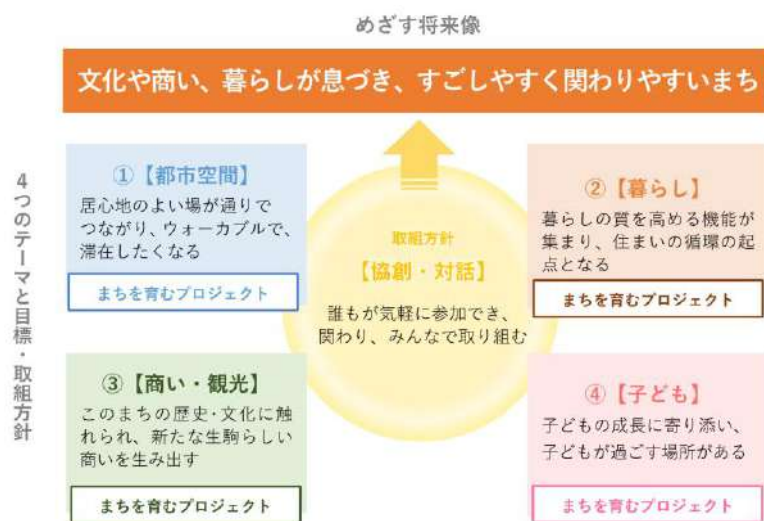 めざす将来像
文化や商い、暮らしが息づき、すごしやすく関わりやすいまち
4つのテーマと目標・取組方針
①【都市空間】
居心地のよい場が通りで
つながり、ウォーカブルで、
滞在したくなる
まちを育むプロジェクト
②【暮らし】
暮らしの質を高める機能が
集まり、住まいの循環の起
点となる
まちを育むプロジェクト
取組方針
【協創・対話】
誰もが気軽に参加でき、
関わり、みんなで取り組む
③【商い・観光】
このまちの歴史・文化に触
れられ、新たな生駒らしい
商いを生み出す
まちを育むプロジェクト
④【子ども】
子どもの成長に寄り添い、
子どもが過ごす場所がある
まちを育むプロジェクト